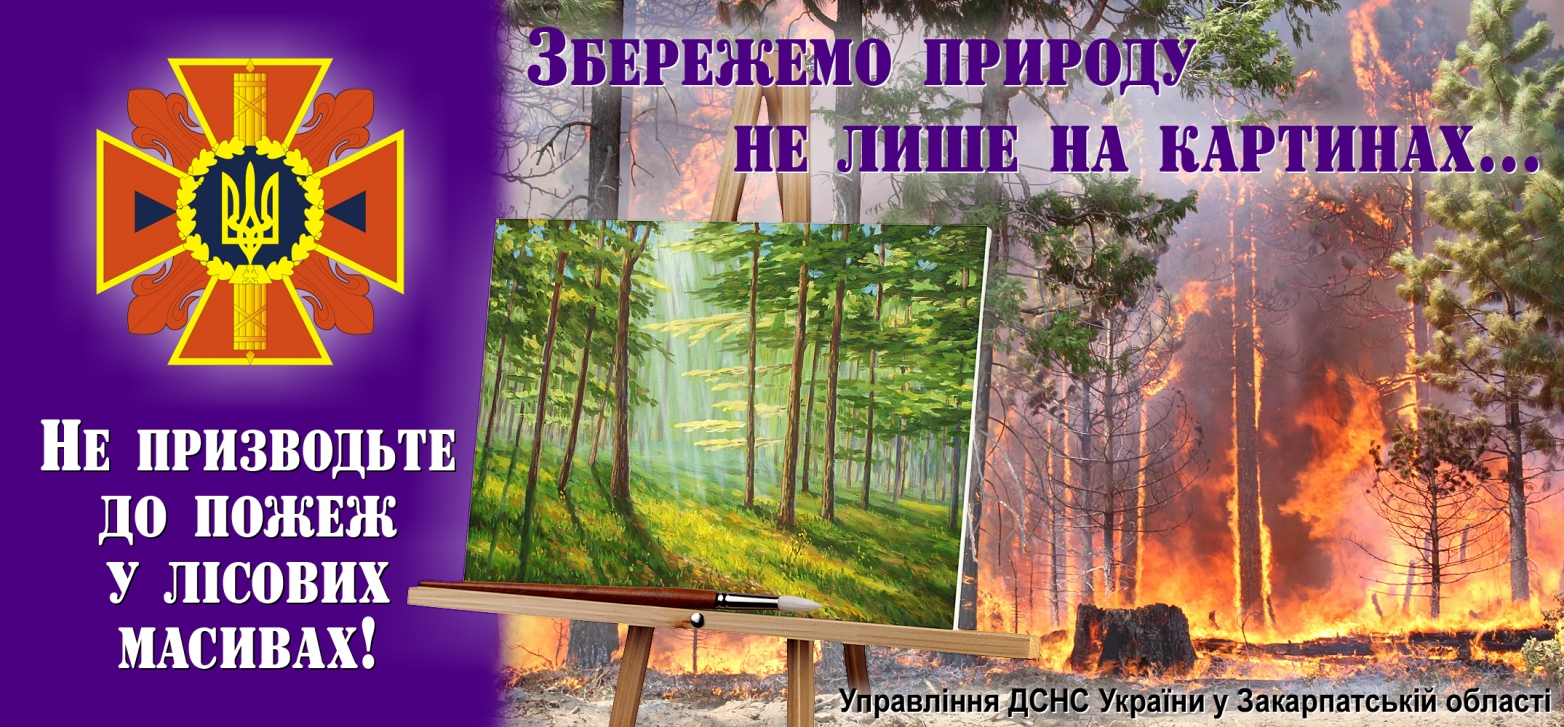 Збережемо природу
не лише на картинах...
Не призводьте
до пожеж
у лісових
масивах!
Управління ДСНС України у Закарпатській області